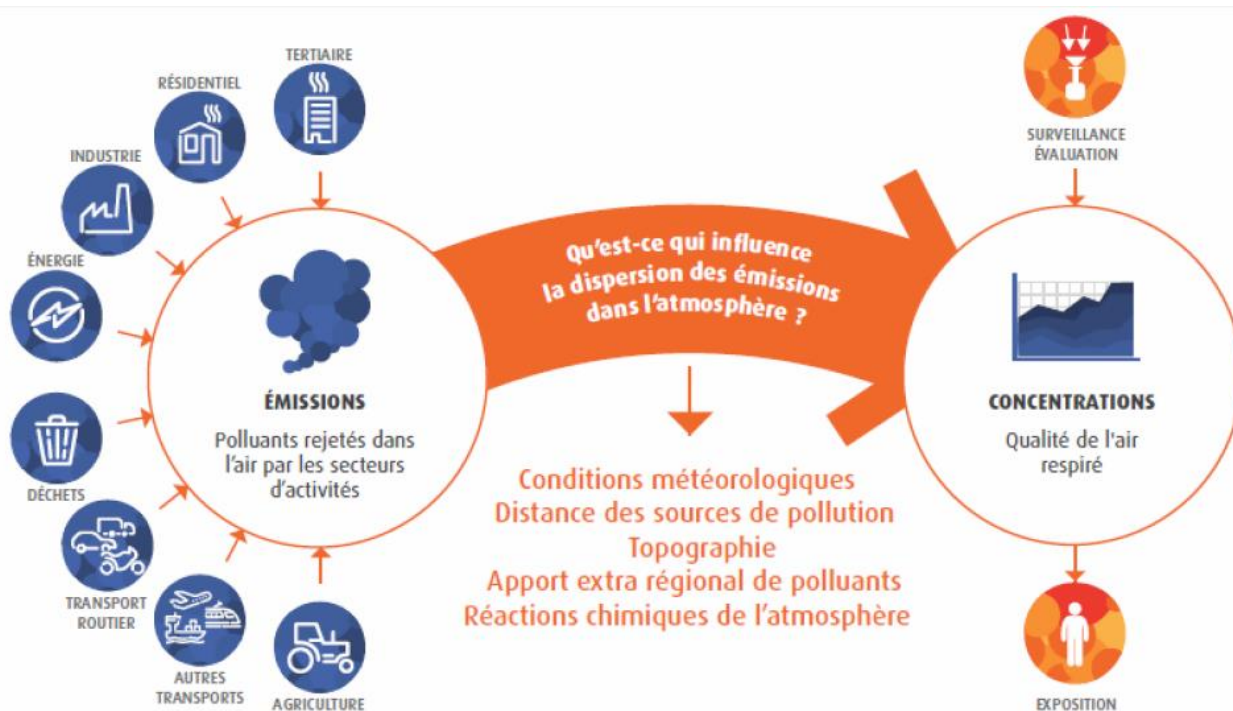 TERTIAIRE
RÉSIDENTIEL
INDUSTRIE
ÉNERGIE
DÉCHETS
TRANSPORT
ROUTIER
AUTRES
TRANSPORTS
AGRICULTURE
ÉMISSIONS
Polluants rejetés dans
l'air par les secteurs
d'activités
Qu'est-ce qui influence
la dispersion des émissions
dans l'atmosphère ?
Conditions météorologiques
Distance des sources de pollution
Topographie
Apport extra régional de polluants
Réactions chimiques de l'atmosphère
SURVEILLANCE
ÉVALUATION
CONCENTRATIONS
Qualité de l'air
respiré
EXPOSITION